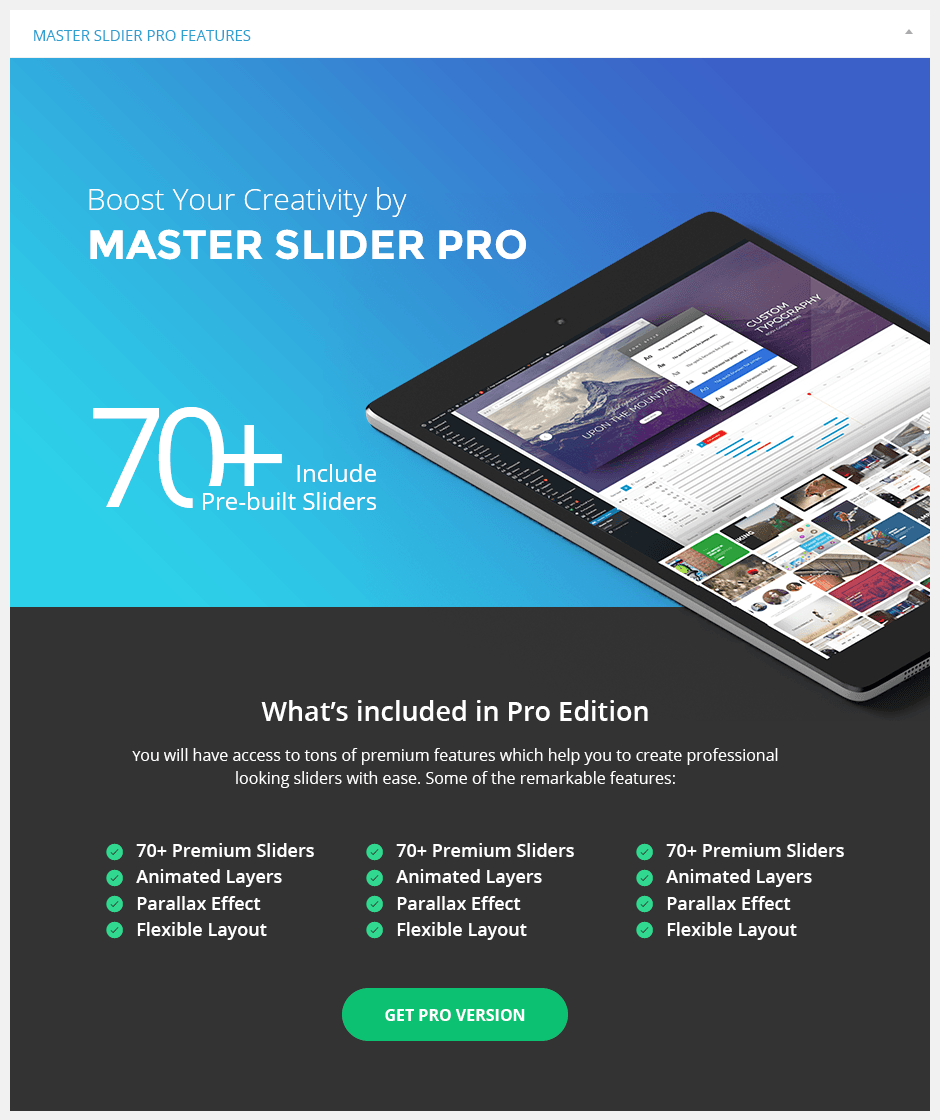 MASTER SLDIER PRO FEATURES
Boost Your Creativity by
MASTER SLIDER PRO
70+
Include
Pre-built Sliders
CUSTOM
TYPOGRAPHY
FONT STYLE
UPON THE MOUNTAIN
What's included in Pro Edition
You will have access to tons of premium features which help you to create professional
looking sliders with ease. Some of the remarkable features:
70+ Premium Sliders
Animated Layers
Parallax Effect
Flexible Layout
70+ Premium Sliders
Animated Layers
Parallax Effect
Flexible Layout
70+ Premium Sliders
Animated Layers
Parallax Effect
Flexible Layout
GET PRO VERSION